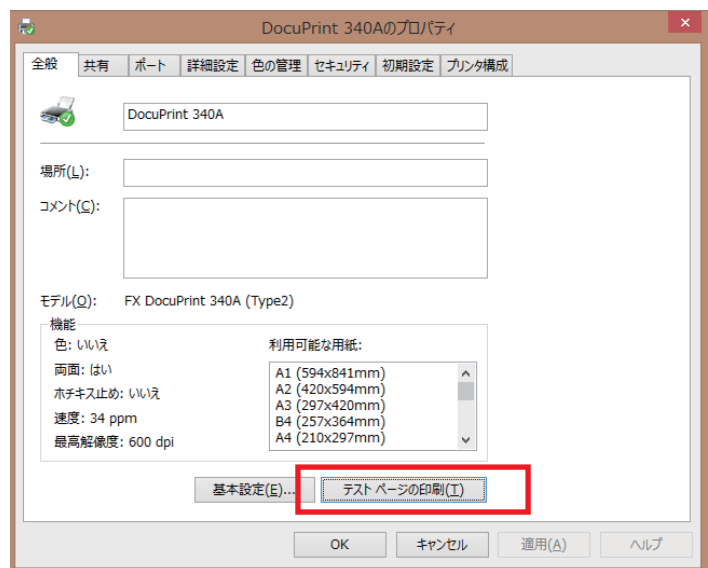 DocuPrint 340Aのプロパティ
全般 共有 ポート 詳細設定 色の管理 セキュリティ 初期設定 プリンタ構成
DocuPrint 340A
場所(L):
コメント(C):
モデル(O): FX DocuPrint 340A (Type2)
機能
色: いいえ 利用可能な用紙:
両面: はい
A1 (594x841mm)
ホチキス止め: いいえ
A2 (420x594mm)
A3 (297x420mm)
速度: 34 ppm
B4 (257x364mm)
最高解像度: 600 dpi
A4 (210x297mm)
基本設定(E)... テスト ページの印刷(T)
OK キャンセル 適用(A) ヘルプ